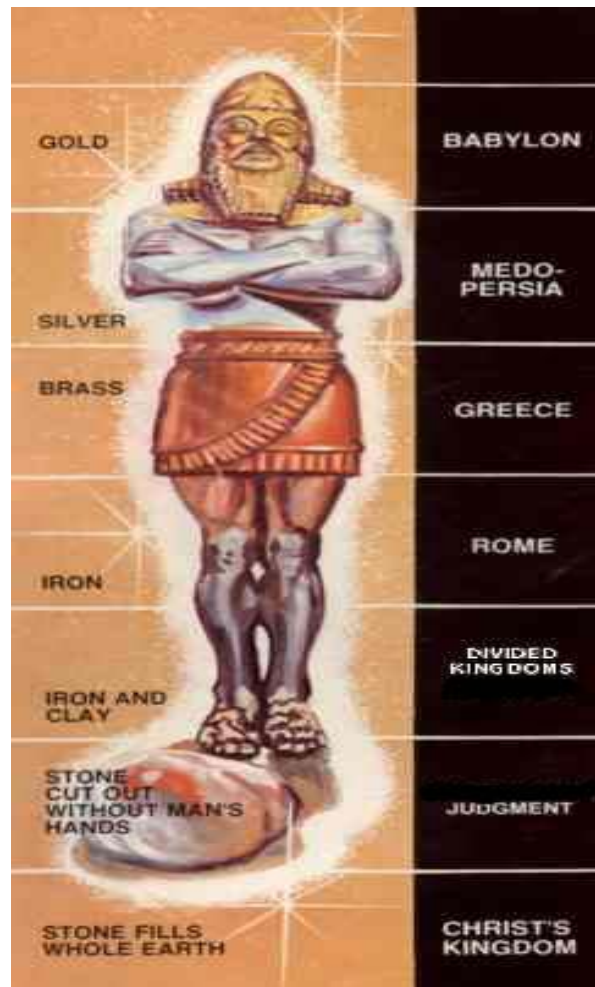 GOLD
BABYLON
SILVER
MEDO-
PERSIA
BRASS
GREECE
IRON
ROME
IRON AND
CLAY
DIVIDED
KINGDOMS
STONE
CUT OUT
WITHOUT MAN'S
HANDS
JUDGMENT
STONE FILLS
WHOLE EARTH
CHRIST'S
KINGDOM